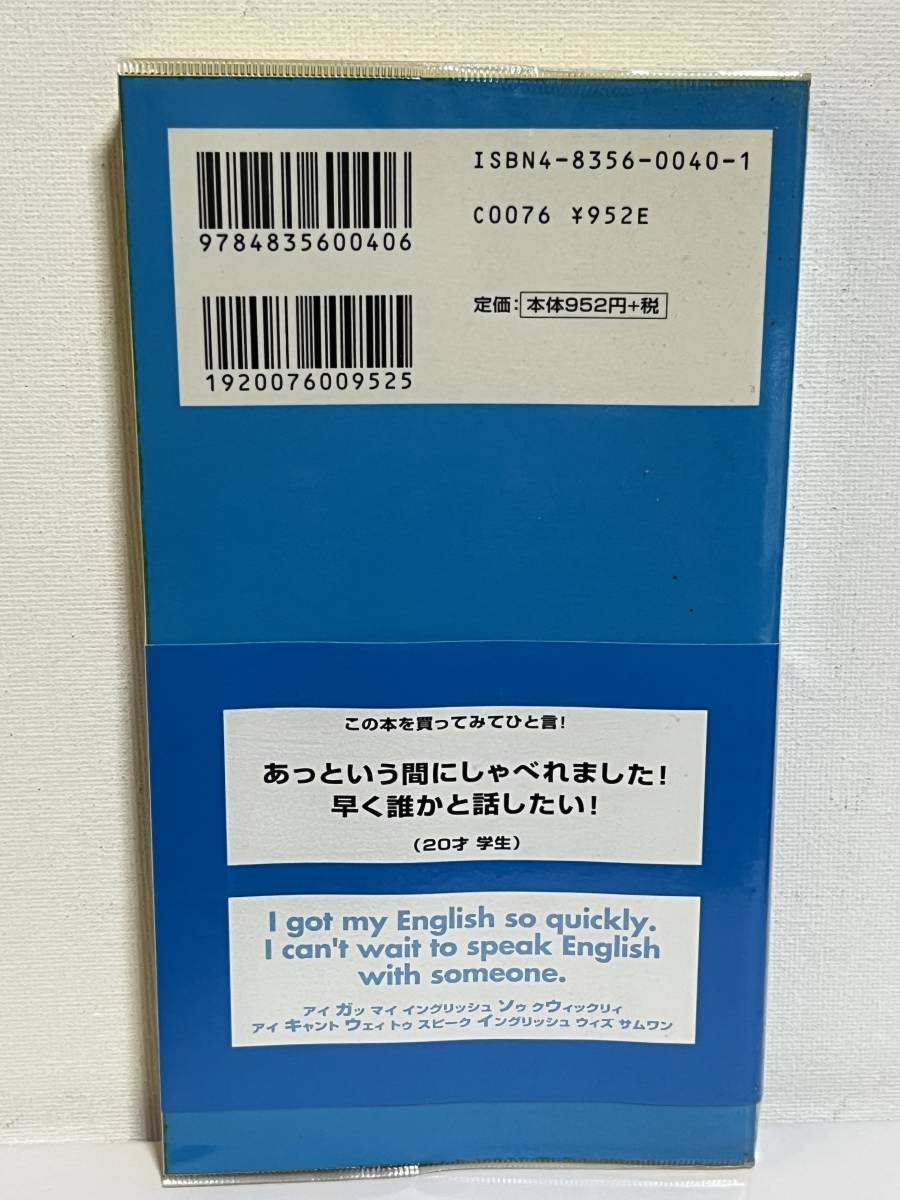 9784835600406
ISBN4-8356-0040-1
C0076 ¥952E
1920076009525
定価：本体952円+税
この本を買ってみてひと言！
あっという間にしゃべれました！
早く誰かと話したい！
（20才 学生）
I got my English so quickly.
I can't wait to speak English
with someone.
アイ ガッ マイ イングリッシュ ソゥ クウィックリィ
アイ キャント ウェィ トゥ スピーク イングリッシュ ウィズ サムワン